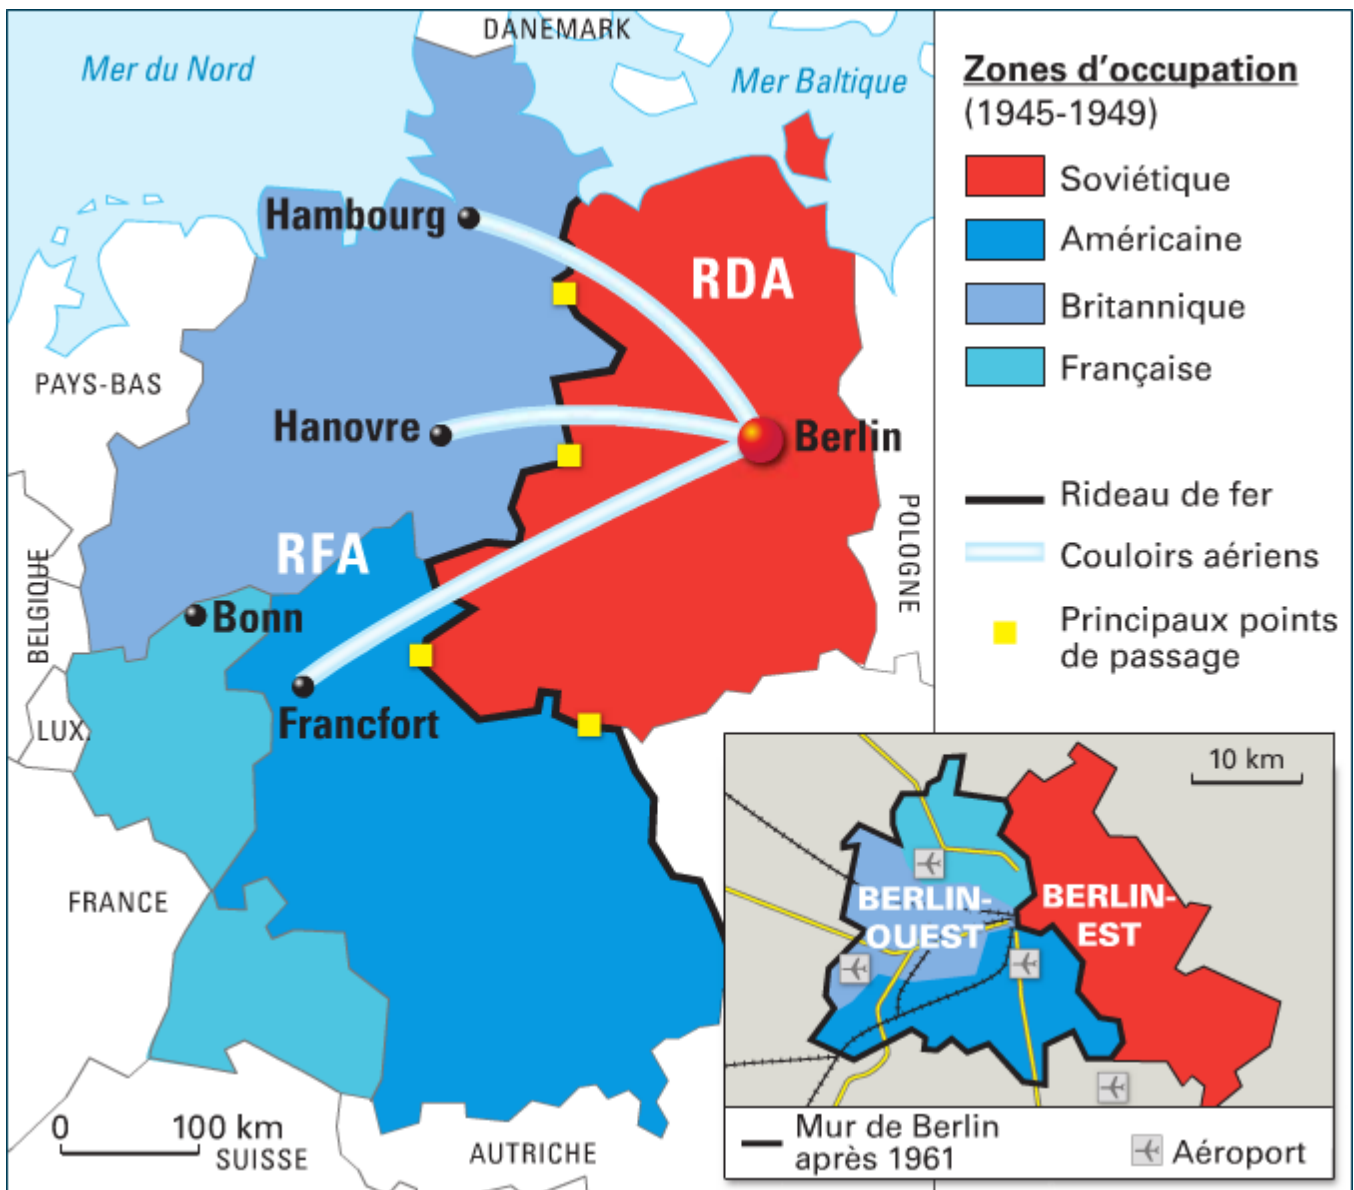 DANEMARK
Mer du Nord
Mer Baltique
Hambourg
RDA
PAYS-BAS
Hanovre
Berlin
POLOGNE
RFA
BELGIQUE
Bonn
LUX.
Francfort
FRANCE
0 100 km
SUISSE
AUTRICHE
Zones d'occupation
(1945-1949)
Soviétique
Américaine
Britannique
Française
Rideau de fer
Couloirs aériens
Principaux points
de passage
10 km
BERLIN-
OUEST
BERLIN-
EST
Mur de Berlin
après 1961
Aéroport